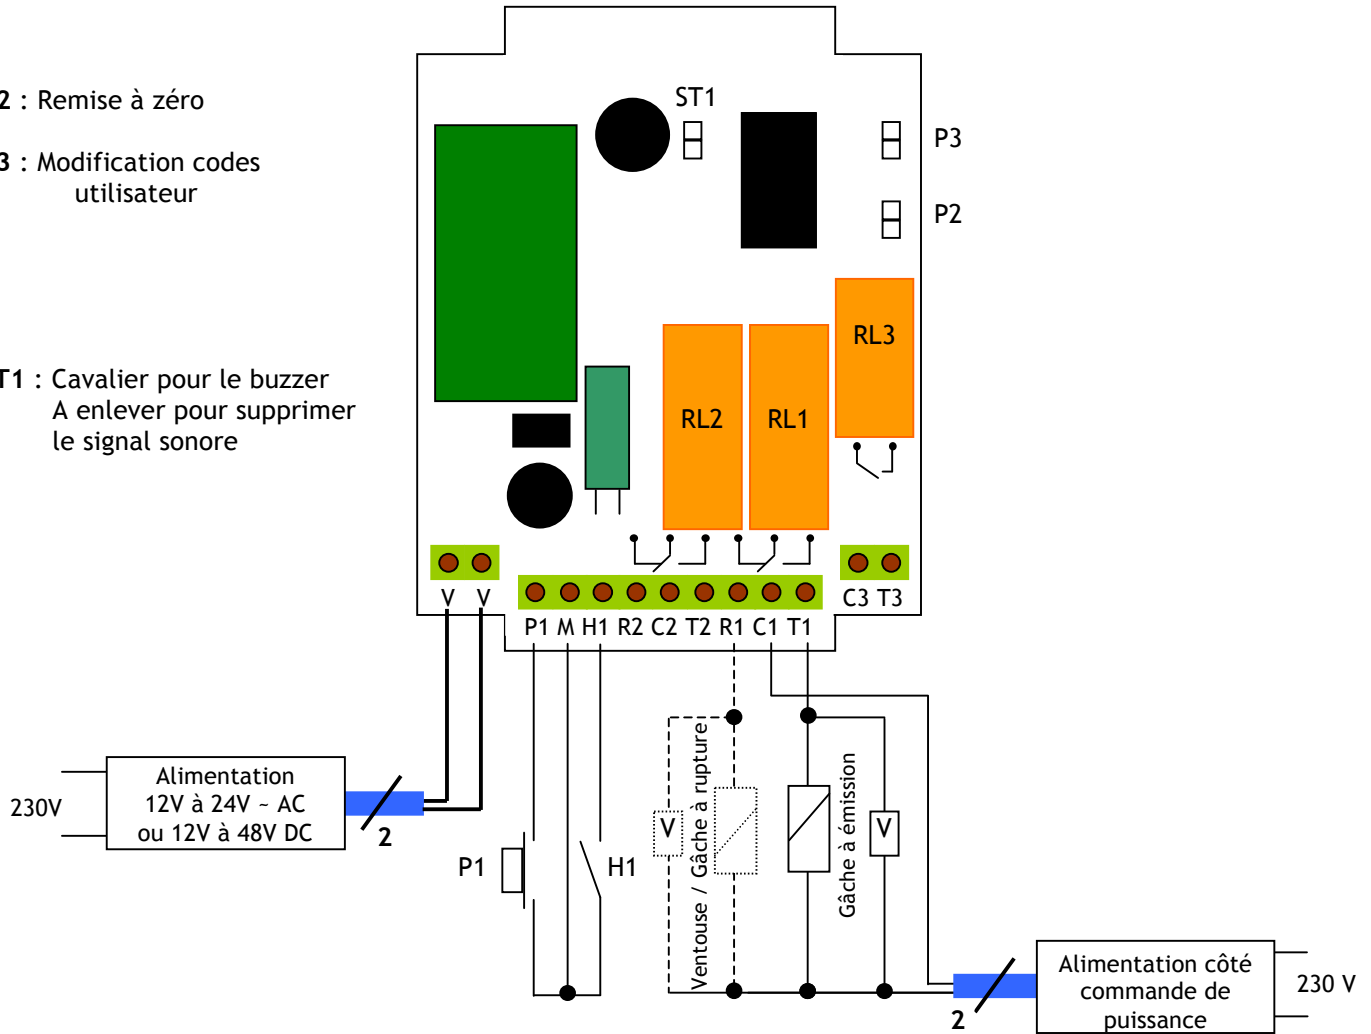 2 : Remise à zéro
3 : Modification codes
utilisateur
T1 : Cavalier pour le buzzer
A enlever pour supprimer
le signal sonore
ST1
P3
P2
RL3
RL2
RL1
V V
P1 M H1 R2 C2 T2 R1 C1 T1
C3 T3
230V
Alimentation
12V à 24V ~ AC
ou 12V à 48V DC
2
P1
H1
V
Ventouse / Gâche à rupture
Gâche à émission
V
2
Alimentation côté
commande de
puissance
230 V